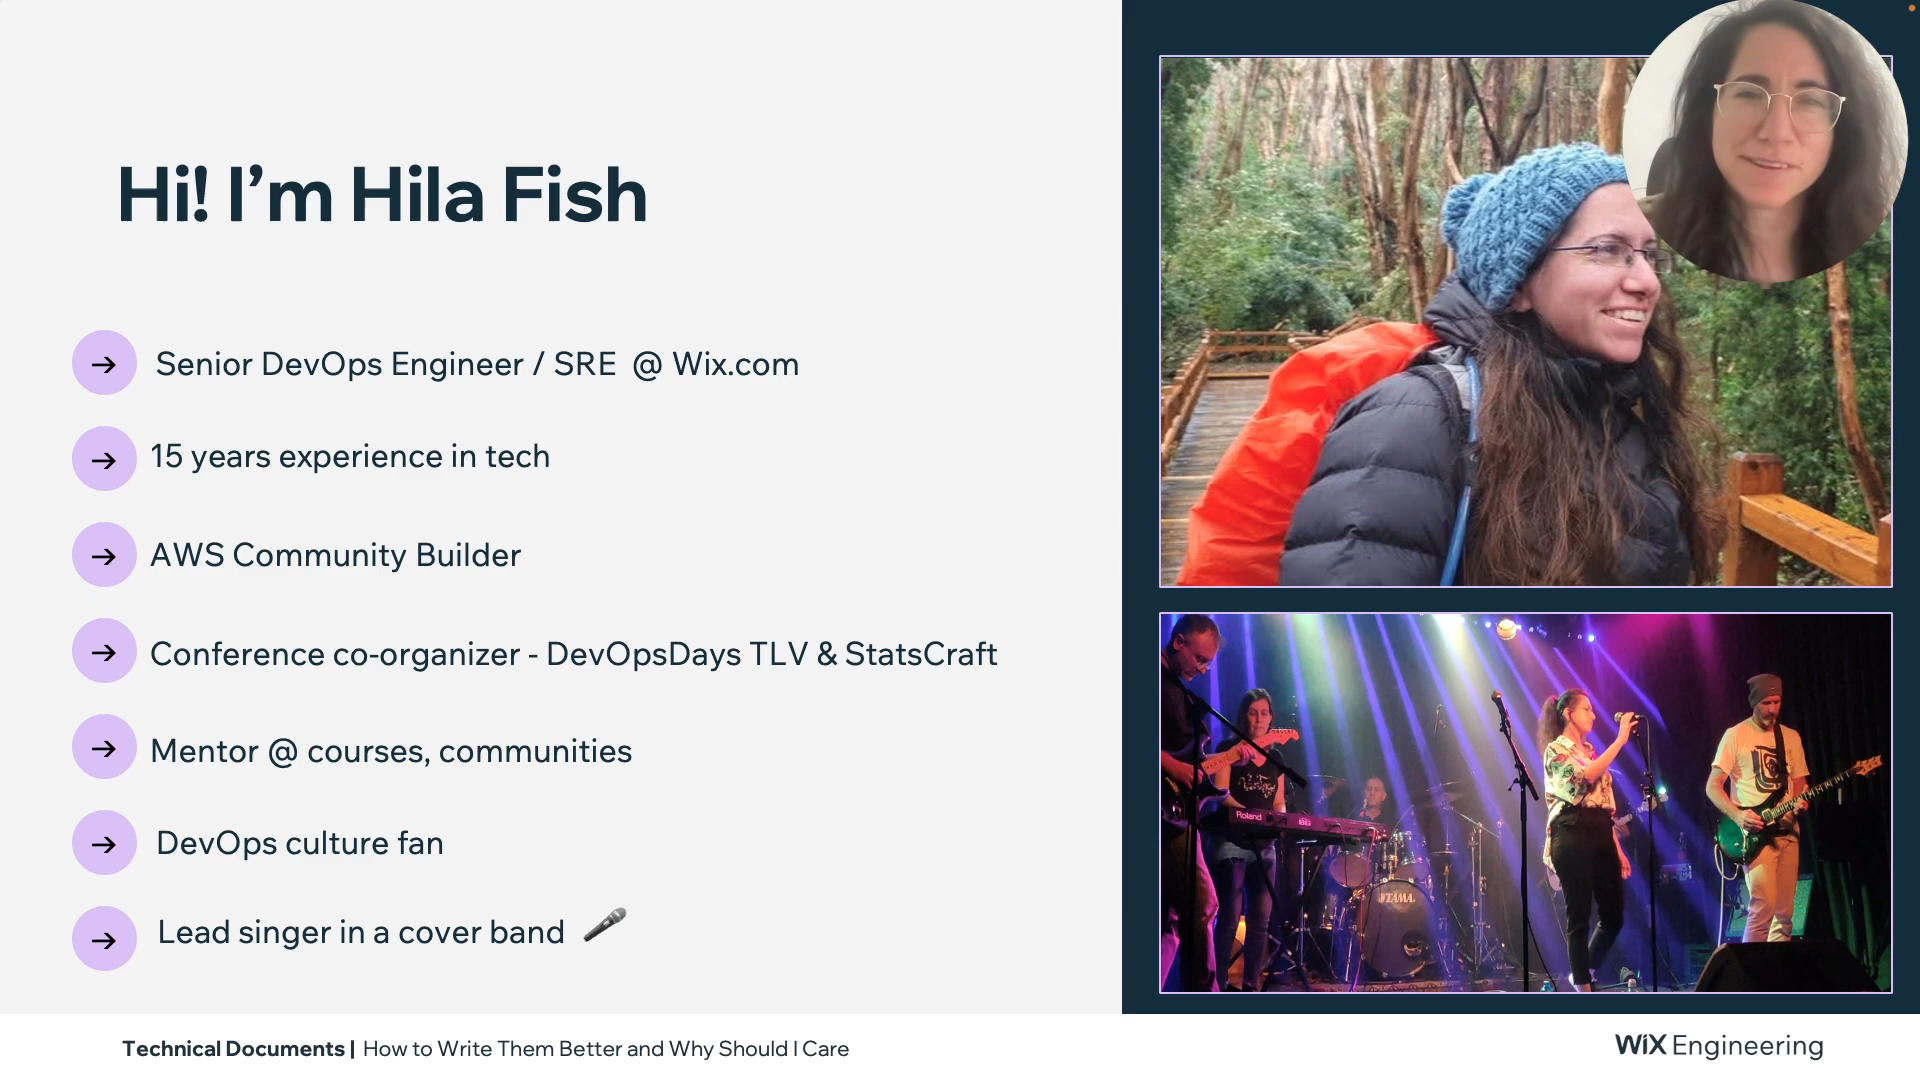 Hi! I’m Hila Fish
Senior DevOps Engineer / SRE @ Wix.com
15 years experience in tech
AWS Community Builder
Conference co-organizer - DevOpsDays TLV & StatsCraft
Mentor @ courses, communities
DevOps culture fan
Lead singer in a cover band
Roland
TAMA
Technical Documents | How to Write Them Better and Why Should I Care
WiX Engineering